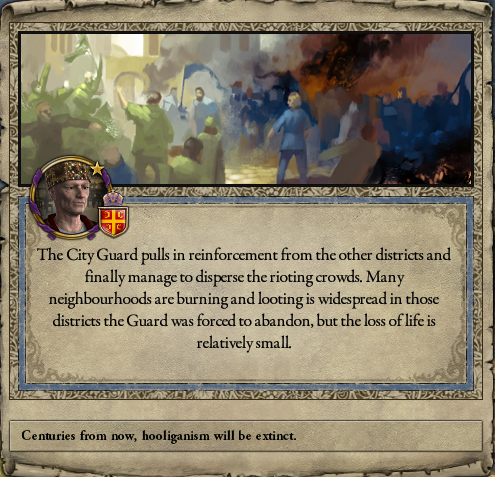 The City Guard pulls in reinforcement from the other districts and
finally manage to disperse the rioting crowds. Many
neighbourhoods are burning and looting is widespread in those
districts the Guard was forced to abandon, but the loss of life is
relatively small.
Centuries from now, hooliganism will be extinct.